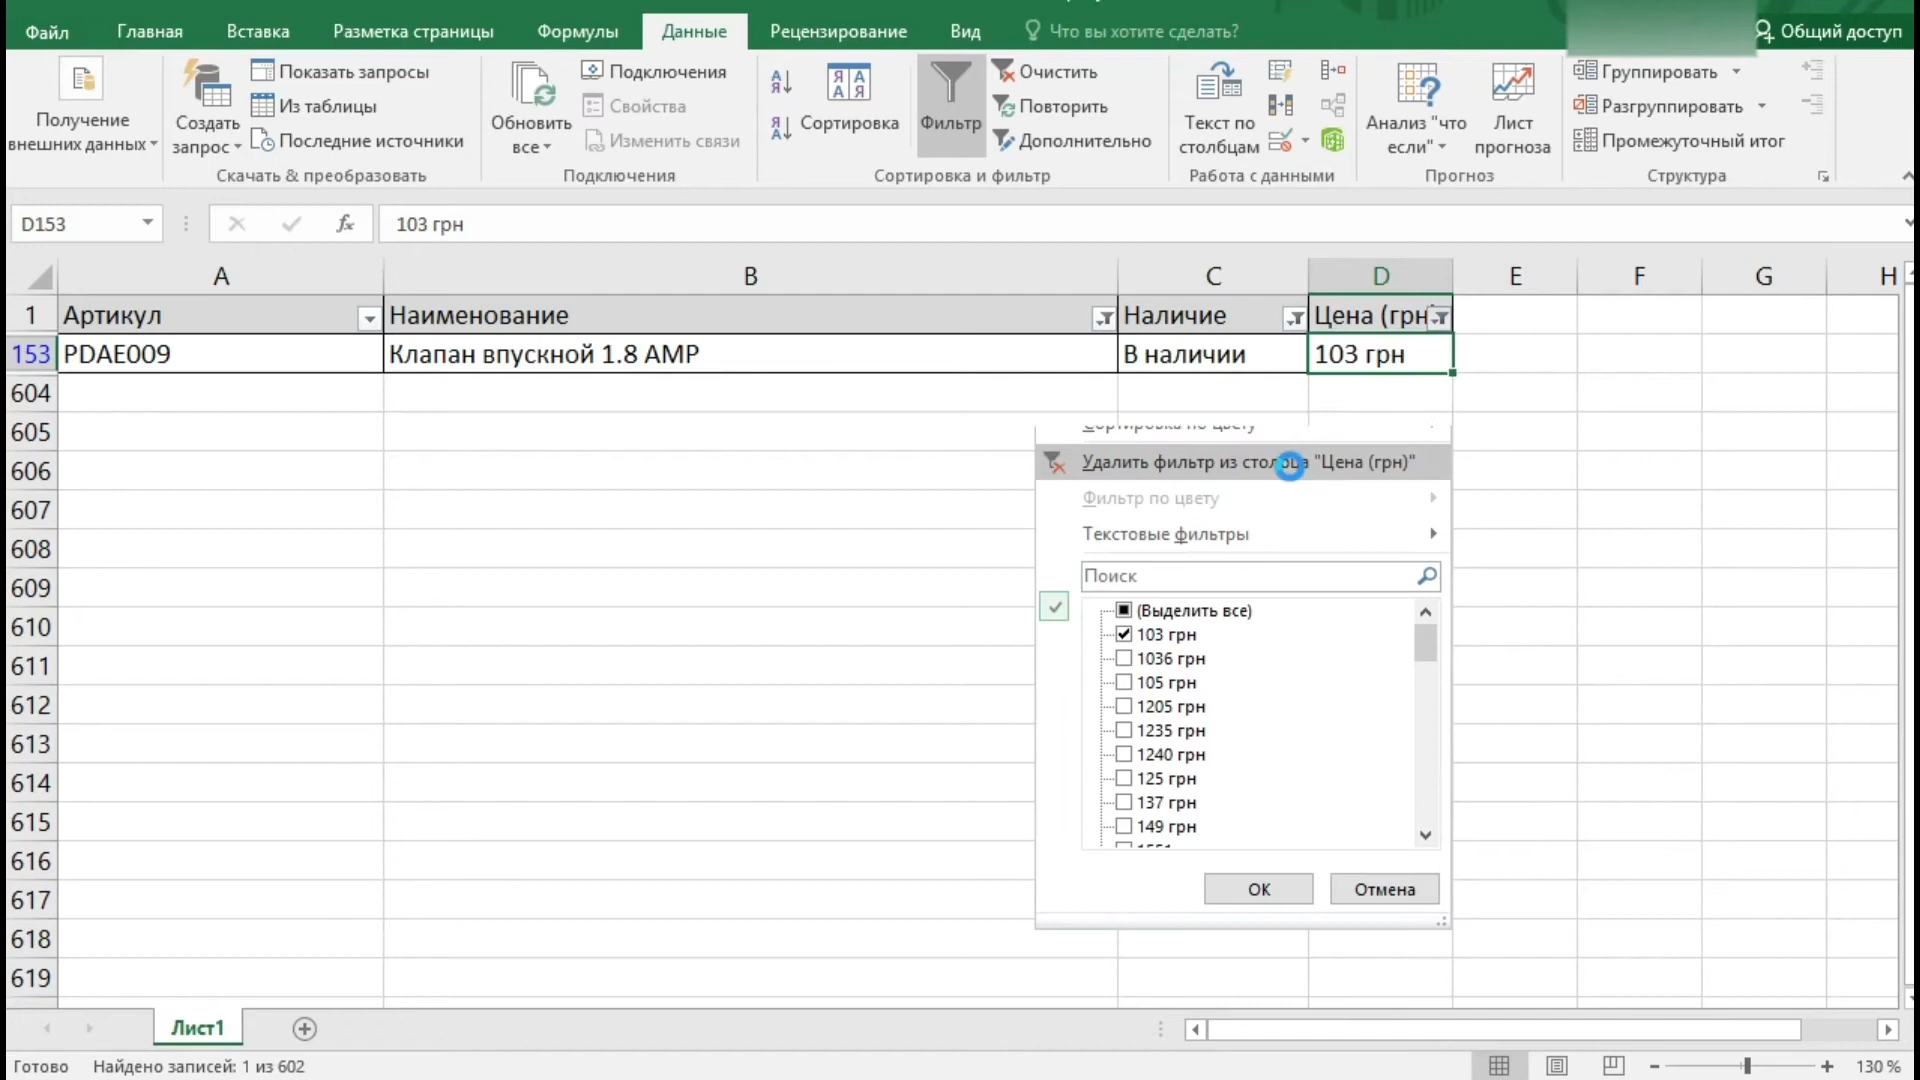 Файл Главная Вставка Разметка страницы Формулы Данные Рецензирование Вид Что вы хотите сделать? Общий доступ
Получение внешних данных
Создать запрос
Показать запросы
Из таблицы
Последние источники
Скачать & преобразовать
Обновить все
Подключения
Свойства
Изменить связи
Подключения
Сортировка
Фильтр
Очистить
Повторить
Дополнительно
Сортировка и фильтр
Текст по столбцам
Работа с данными
Анализ "что если"
Лист прогноза
Прогноз
Группировать
Разгруппировать
Промежуточный итог
Структура
D153 fx 103 грн
A B C D E F G H
1 Артикул Наименование Наличие Цена (грн
153 PDAE009 Клапан впускной 1.8 AMP В наличии 103 грн
604
605
606
607
608
609
610
611
612
613
614
615
616
617
618
619
Сортировка по цвету
Удалить фильтр из столбца "Цена (грн)"
Фильтр по цвету
Текстовые фильтры
Поиск
(Выделить все)
103 грн
1036 грн
105 грн
1205 грн
1235 грн
1240 грн
125 грн
137 грн
149 грн
ОК Отмена
Лист1
Готово Найдено записей: 1 из 602 130 %